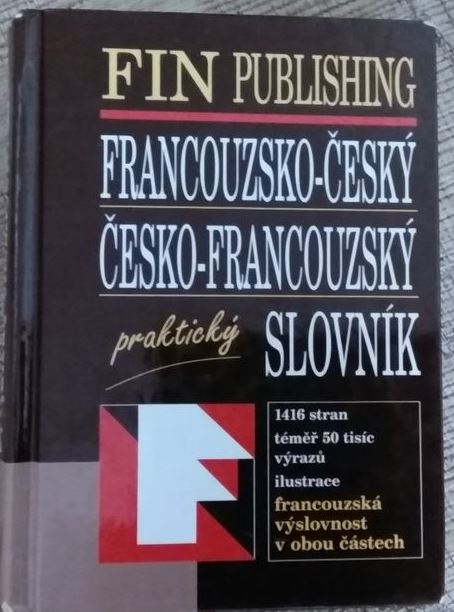 FIN PUBLISHING
FRANCOUZSKO-ČESKÝ
ČESKO-FRANCOUZSKÝ
praktický SLOVNÍK
1416 stran
téměř 50 tisíc
výrazů
ilustrace
francouzská
výslovnost
v obou částech